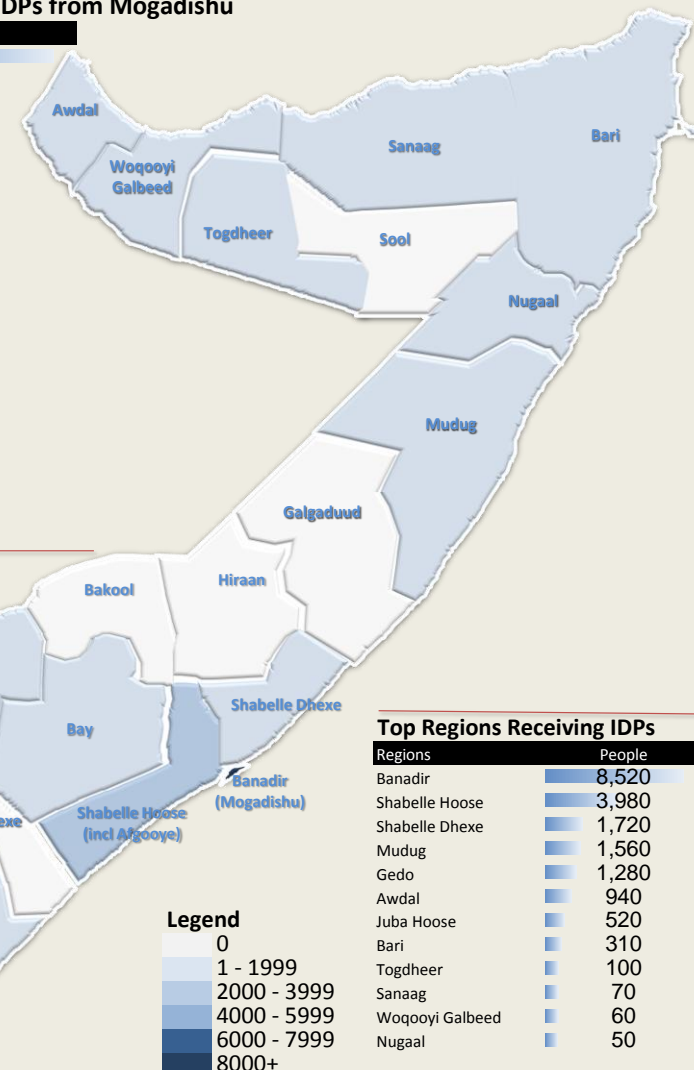 DPs from Mogadishu
Awdal
Woqooyi
Galbeed
Togdheer
Sanaag
Bari
Sool
Nugaal
Mudug
Galgaduud
Hiraan
Bakool
Bay
Shabelle Dhexe
Banadir
(Mogadishu)
Shabelle Hoose
(incl Afgooye)
exe
Legend
0
1 - 1999
2000 - 3999
4000 - 5999
6000 - 7999
8000+
Top Regions Receiving IDPs
Regions People
Banadir 8,520
Shabelle Hoose 3,980
Shabelle Dhexe 1,720
Mudug 1,560
Gedo 1,280
Awdal 940
Juba Hoose 520
Bari 310
Togdheer 100
Sanaag 70
Woqooyi Galbeed 60
Nugaal 50